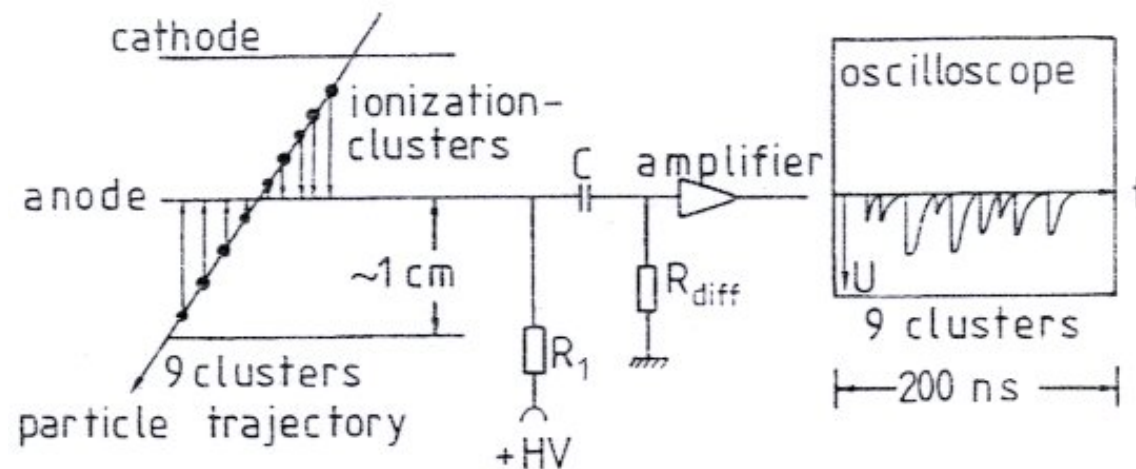 cathode
ionization-
clusters
anode
~1 cm
9 clusters
particle trajectory
C
amplifier
R1
+HV
Rdiff
oscilloscope
t
U
9 clusters
200 ns